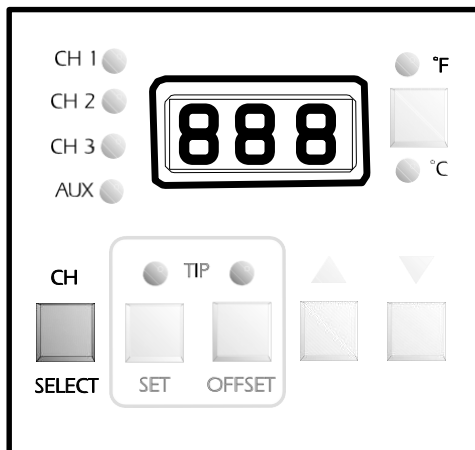 CH 1
°F
CH 2
888
CH 3
°C
AUX
CH
TIP
SELECT
SET
OFFSET